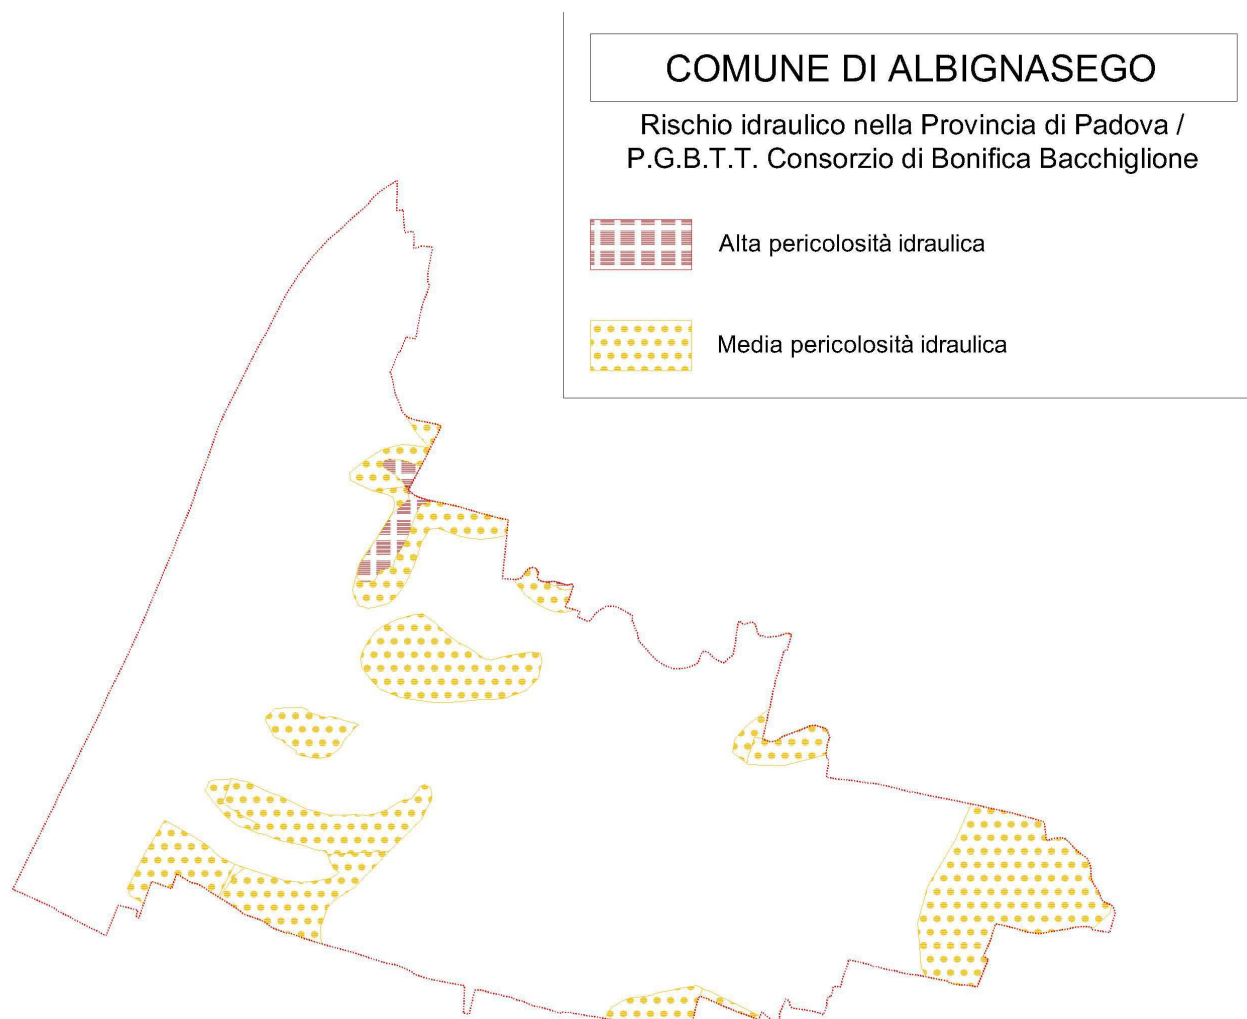 COMUNE DI ALBIGNASEGO
Rischio idraulico nella Provincia di Padova /
P.G.B.T.T. Consorzio di Bonifica Bacchiglione
Alta pericolosità idraulica
Media pericolosità idraulica